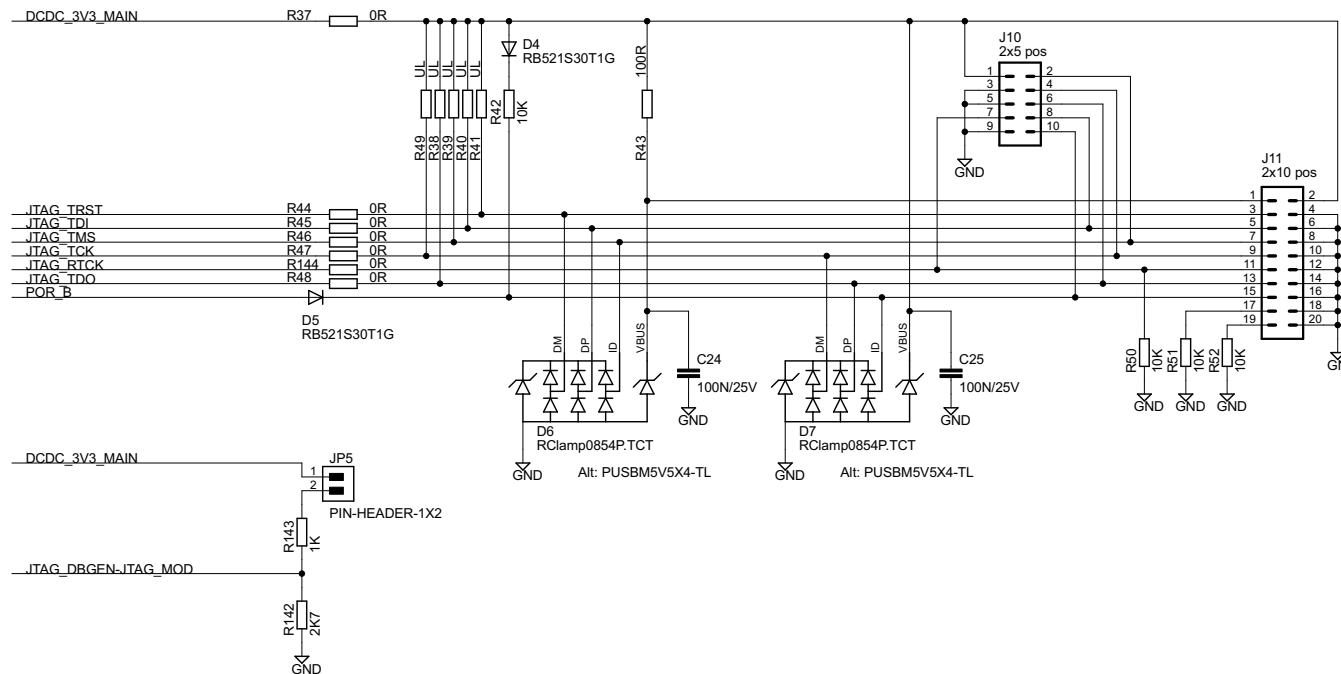 DCDC_3V3_MAIN
R37
0R
D4
RB521S30T1G
J10
2x5 pos
UL
UL
UL
UL
UL
R49
R38
R39
R40
R41
R42
10K
100R
R43
1
2
3
4
5
6
7
8
9
10
GND
J11
2x10 pos
JTAG_TRST
R44
0R
JTAG_TDI
R45
0R
JTAG_TMS
R46
0R
JTAG_TCK
R47
0R
JTAG_RTCK
R144
0R
JTAG_TDO
R48
0R
POR_B
D5
RB521S30T1G
1
2
3
4
5
6
7
8
9
10
11
12
13
14
15
16
17
18
19
20
DM
DP
ID
VBUS
C24
100N/25V
GND
D6
RClamp0854P.TCT
GND
Alt: PUSBM5V5X4-TL
DM
DP
ID
VBUS
C25
100N/25V
GND
D7
RClamp0854P.TCT
GND
Alt: PUSBM5V5X4-TL
R50
10K
R51
10K
R52
10K
GND
GND
GND
DCDC_3V3_MAIN
JP5
1
2
PIN-HEADER-1X2
R143
1K
JTAG_DBGEN-JTAG_MOD
R142
2K7
GND